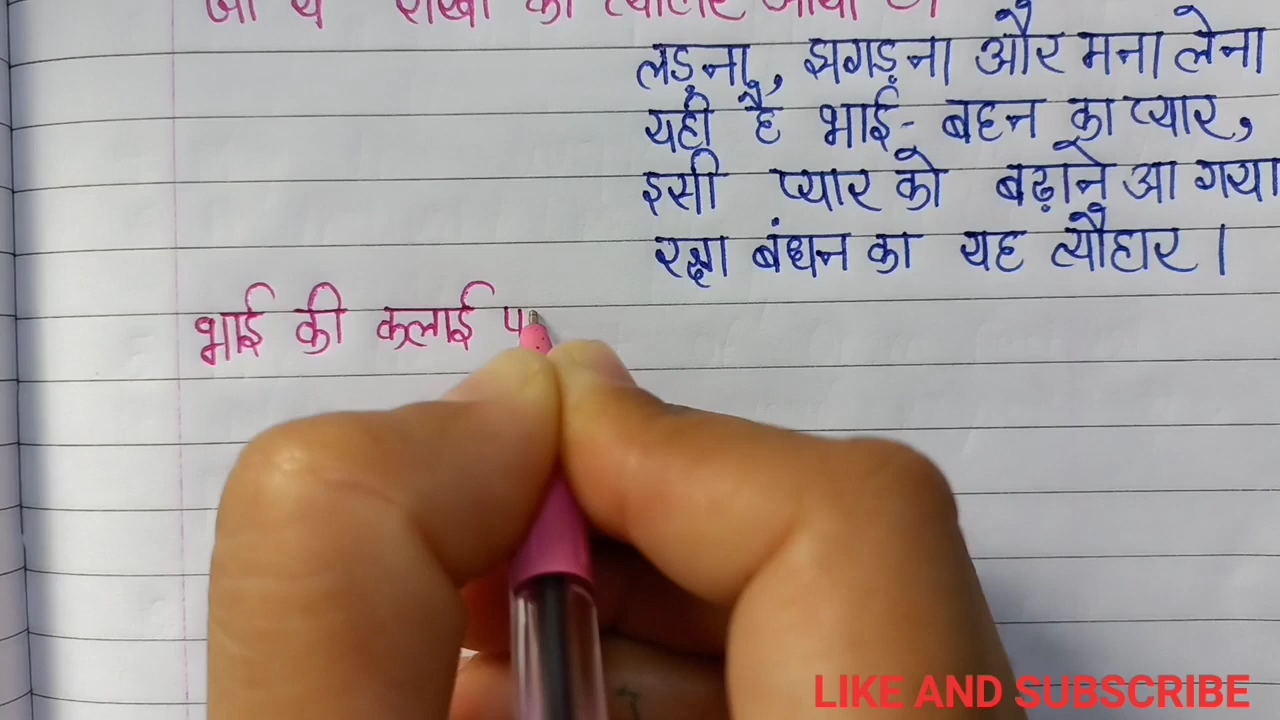 लड़ना, झगड़ना और मना लेना
यही है भाई- बहन का प्यार,
इसी प्यार को बढ़ाने आ गया
रक्षा बंधन का यह त्यौहार।
भाई की कलाई
LIKE AND SUBSCRIBE